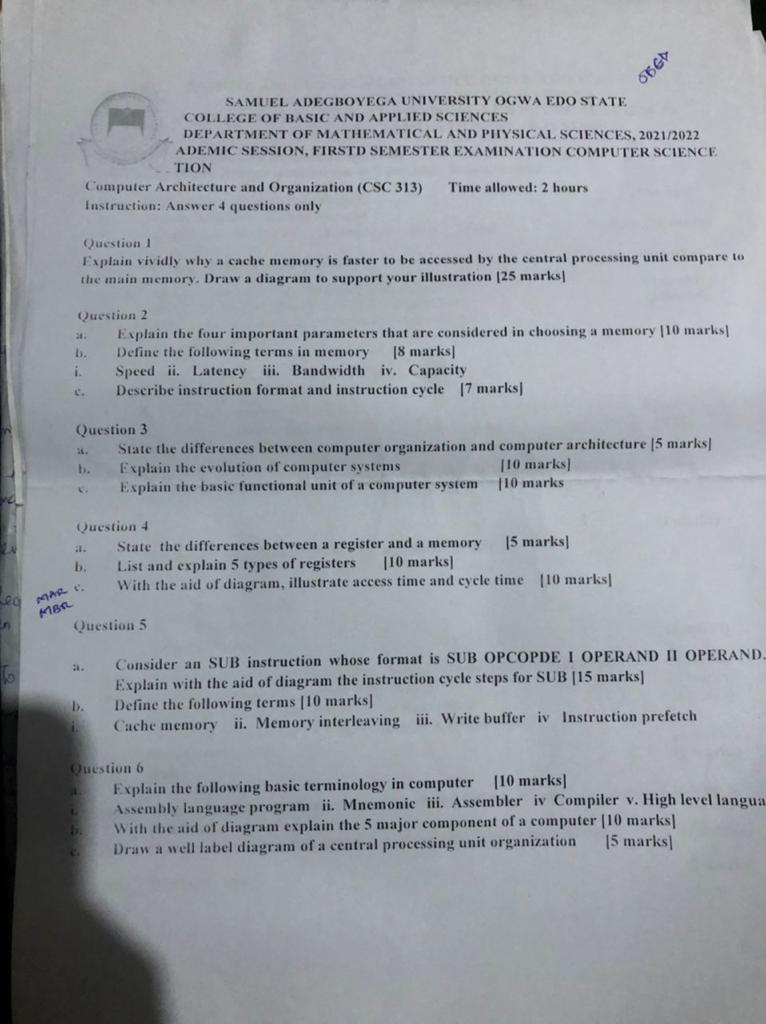 OBED
SAMUEL ADEGBOYEGA UNIVERSITY OGWA EDO STATE
COLLEGE OF BASIC AND APPLIED SCIENCES
DEPARTMENT OF MATHEMATICAL AND PHYSICAL SCIENCES, 2021/2022
ADEMIC SESSION, FIRSTD SEMESTER EXAMINATION COMPUTER SCIENCE
TION
Computer Architecture and Organization (CSC 313) Time allowed: 2 hours
Instruction: Answer 4 questions only
Question 1
Explain vividly why a cache memory is faster to be accessed by the central processing unit compare to
the main memory. Draw a diagram to support your illustration [25 marks]
Question 2
a. Explain the four important parameters that are considered in choosing a memory [10 marks]
b. Define the following terms in memory [8 marks]
i. Speed ii. Latency iii. Bandwidth iv. Capacity
c. Describe instruction format and instruction cycle [7 marks]
Question 3
a. State the differences between computer organization and computer architecture [5 marks]
b. Explain the evolution of computer systems [10 marks]
c. Explain the basic functional unit of a computer system [10 marks
Question 4
a. State the differences between a register and a memory [5 marks]
b. List and explain 5 types of registers [10 marks]
c. With the aid of diagram, illustrate access time and cycle time [10 marks]
MAR
MBR
Question 5
a. Consider an SUB instruction whose format is SUB OPCOPDE I OPERAND II OPERAND.
Explain with the aid of diagram the instruction cycle steps for SUB [15 marks]
b. Define the following terms [10 marks]
i. Cache memory ii. Memory interleaving iii. Write buffer iv Instruction prefetch
Question 6
a. Explain the following basic terminology in computer [10 marks]
i. Assembly language program ii. Mnemonic iii. Assembler iv Compiler v. High level langua
b. With the aid of diagram explain the 5 major component of a computer [10 marks]
c. Draw a well label diagram of a central processing unit organization [5 marks]